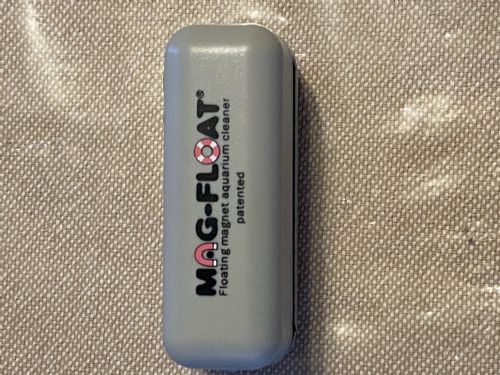 MAG-FLOAT®
Floating magnet aquarium cleaner
patented